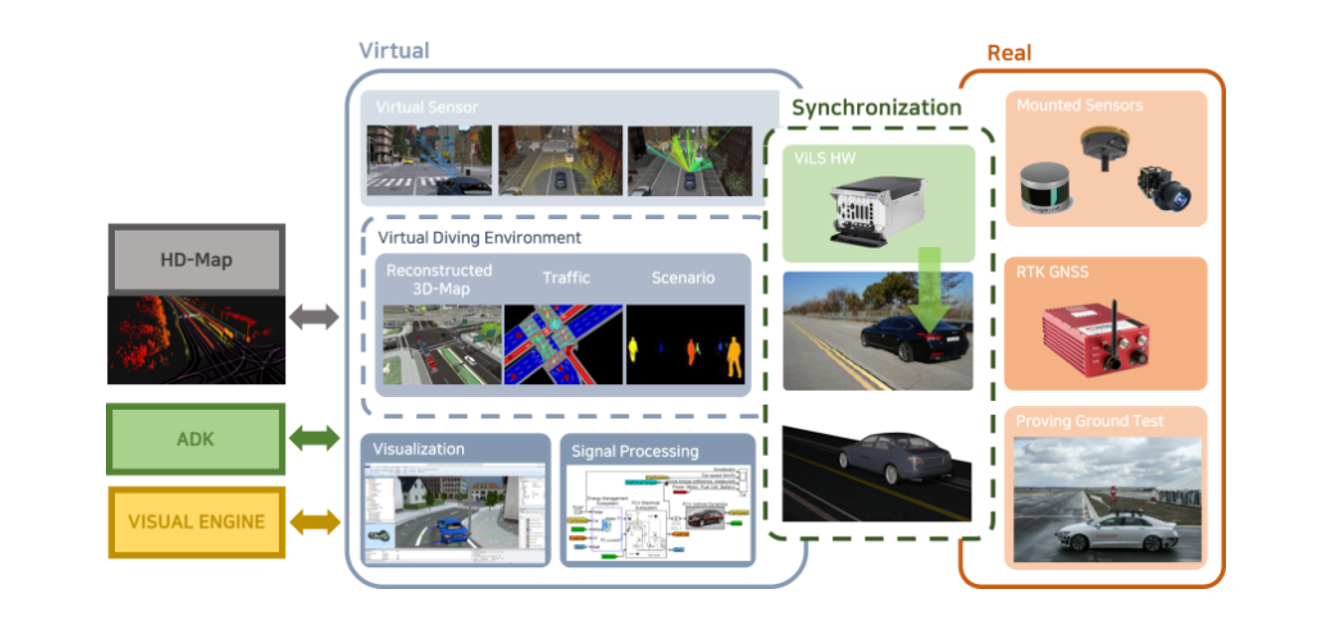 Virtual
Real
Virtual Sensor
Synchronization
Mounted Sensors
ViLS HW
HD-Map
Virtual Diving Environment
Reconstructed
3D-Map
Traffic
Scenario
RTK GNSS
ADK
VISUAL ENGINE
Visualization
Signal Processing
Proving Ground Test